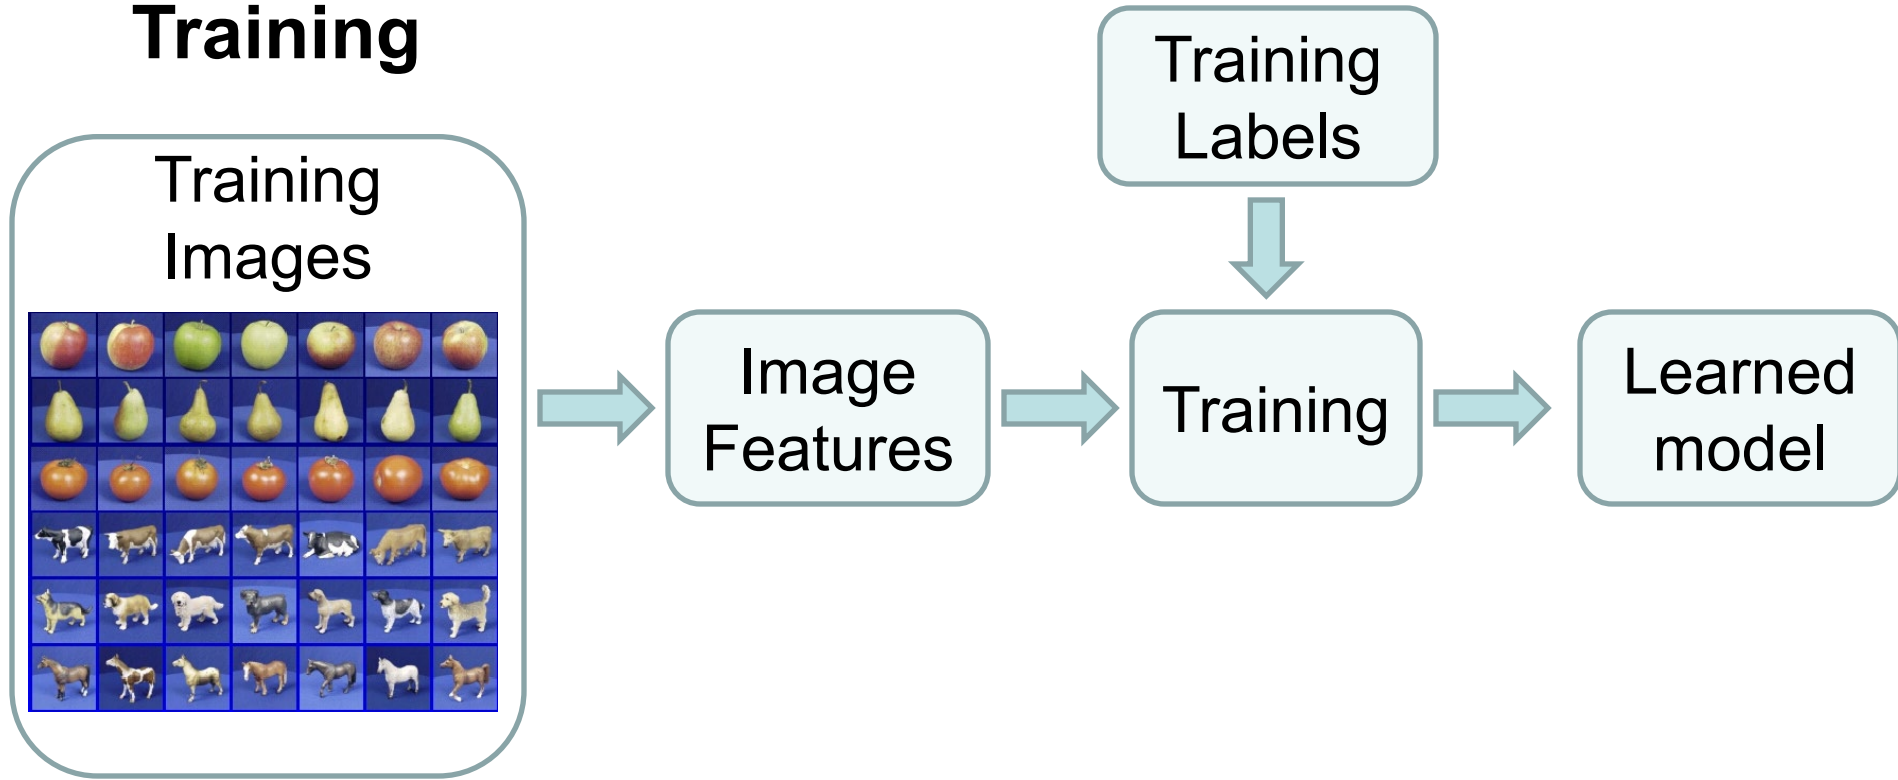 Training
Training
Images
Image
Features
Training
Labels
Training
Learned
model